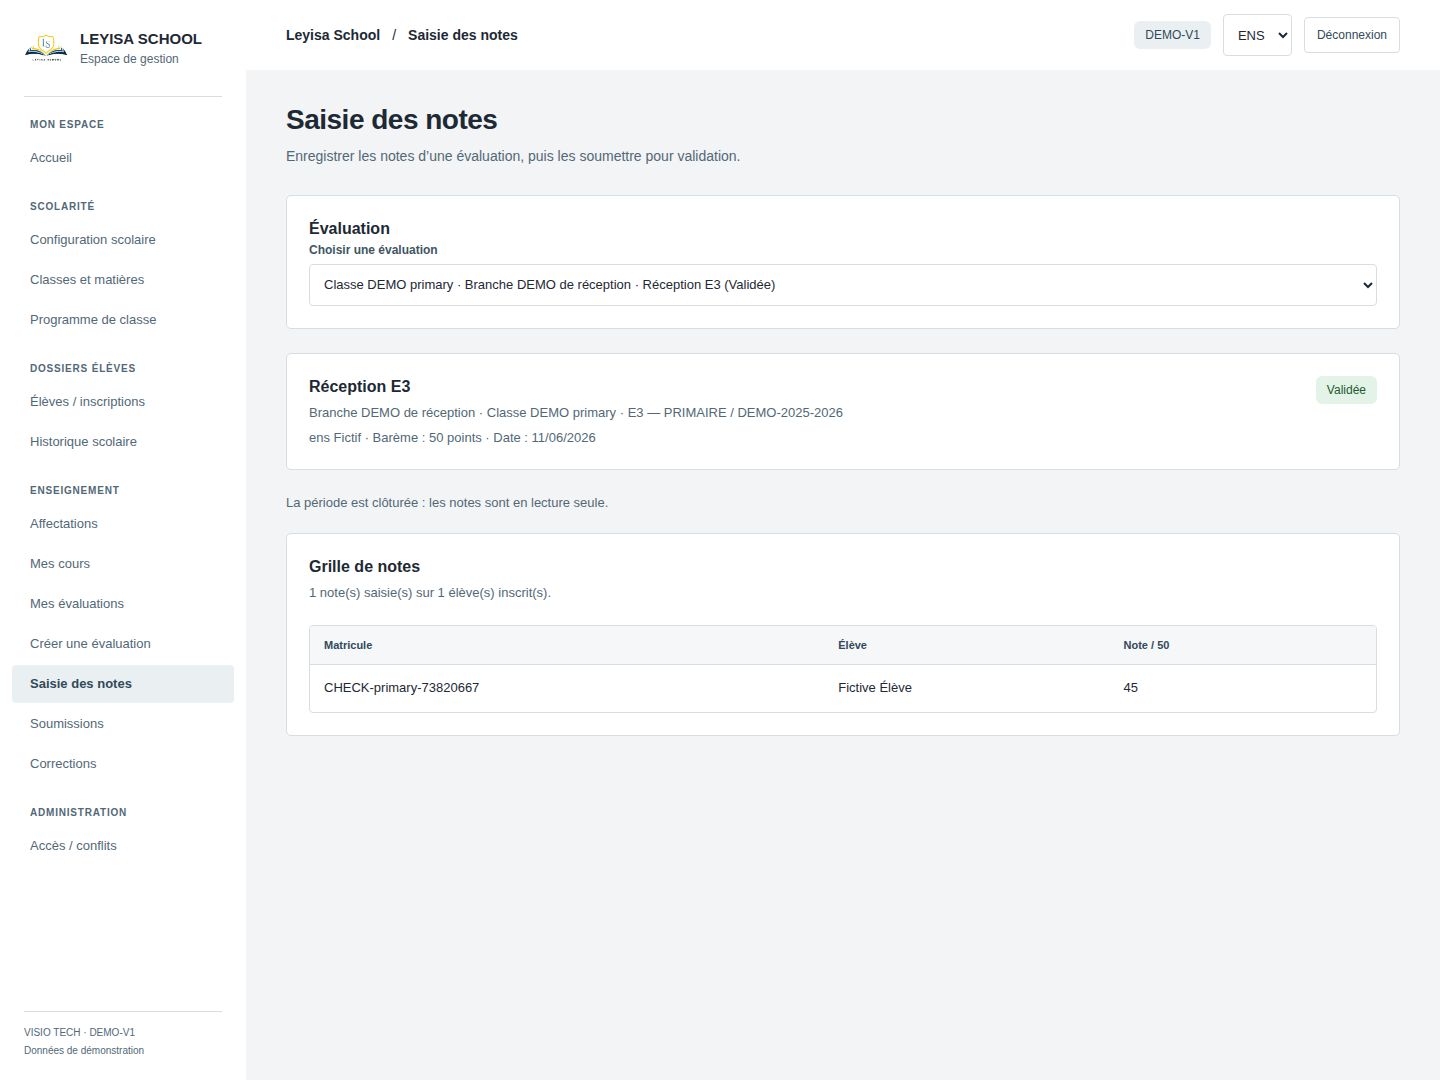 LEYISA SCHOOL
Espace de gestion
MON ESPACE
Accueil
SCOLARITÉ
Configuration scolaire
Classes et matières
Programme de classe
DOSSIERS ÉLÈVES
Élèves / inscriptions
Historique scolaire
ENSEIGNEMENT
Affectations
Mes cours
Mes évaluations
Créer une évaluation
Saisie des notes
Soumissions
Corrections
ADMINISTRATION
Accès / conflits
VISIO TECH · DEMO-V1
Données de démonstration
Leyisa School / Saisie des notes
DEMO-V1
ENS
Déconnexion
Saisie des notes
Enregistrer les notes d’une évaluation, puis les soumettre pour validation.
Évaluation
Choisir une évaluation
Classe DEMO primary · Branche DEMO de réception · Réception E3 (Validée)
Réception E3
Validée
Branche DEMO de réception · Classe DEMO primary · E3 — PRIMAIRE / DEMO-2025-2026
ens Fictif · Barème : 50 points · Date : 11/06/2026
La période est clôturée : les notes sont en lecture seule.
Grille de notes
1 note(s) saisie(s) sur 1 élève(s) inscrit(s).
Matricule Élève Note / 50
CHECK-primary-73820667 Fictive Élève 45